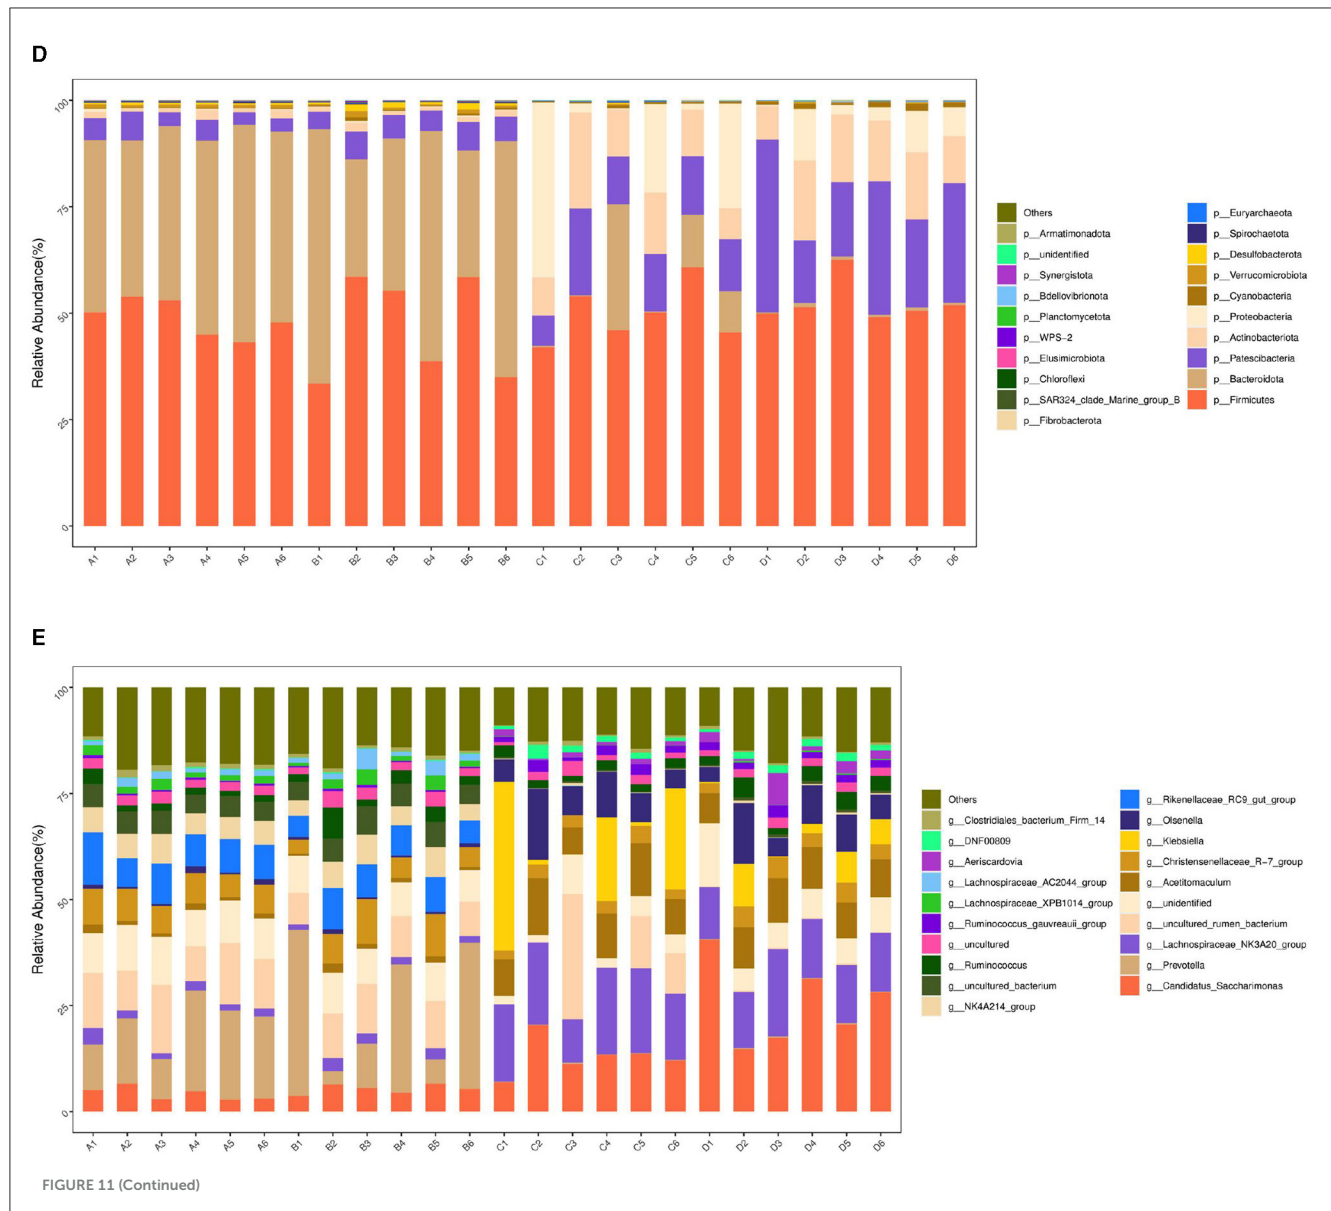 D
Relative Abundance(%)
100
75
50
25
0
A1 A2 A3 A4 A5 A6 B1 B2 B3 B4 B5 B6 C1 C2 C3 C4 C5 C6 D1 D2 D3 D4 D5 D6
Others
p__Armatimonadota
p__unidentified
p__Synergistota
p__Bdellovibrionota
p__Planctomycetota
p__WPS-2
p__Elusimicrobiota
p__Chloroflexi
p__SAR324_clade_Marine_group_B
p__Fibrobacterota
p__Euryarchaeota
p__Spirochaetota
p__Desulfobacterota
p__Verrucomicrobiota
p__Cyanobacteria
p__Proteobacteria
p__Actinobacteriota
p__Patescibacteria
p__Bacteroidota
p__Firmicutes
E
Relative Abundance(%)
100
75
50
25
0
A1 A2 A3 A4 A5 A6 B1 B2 B3 B4 B5 B6 C1 C2 C3 C4 C5 C6 D1 D2 D3 D4 D5 D6
Others
g__Clostridiales_bacterium_Firm_14
g__DNF00809
g__Aeriscardovia
g__Lachnospiraceae_AC2044_group
g__Lachnospiraceae_XPB1014_group
g__Ruminococcus_gauvreauii_group
g__uncultured
g__Ruminococcus
g__uncultured_bacterium
g__NK4A214_group
g__Rikenellaceae_RC9_gut_group
g__Olsenella
g__Klebsiella
g__Christensenellaceae_R-7_group
g__Acetitomaculum
g__unidentified
g__uncultured_rumen_bacterium
g__Lachnospiraceae_NK3A20_group
g__Prevotella
g__Candidatus_Saccharimonas
FIGURE 11 (Continued)